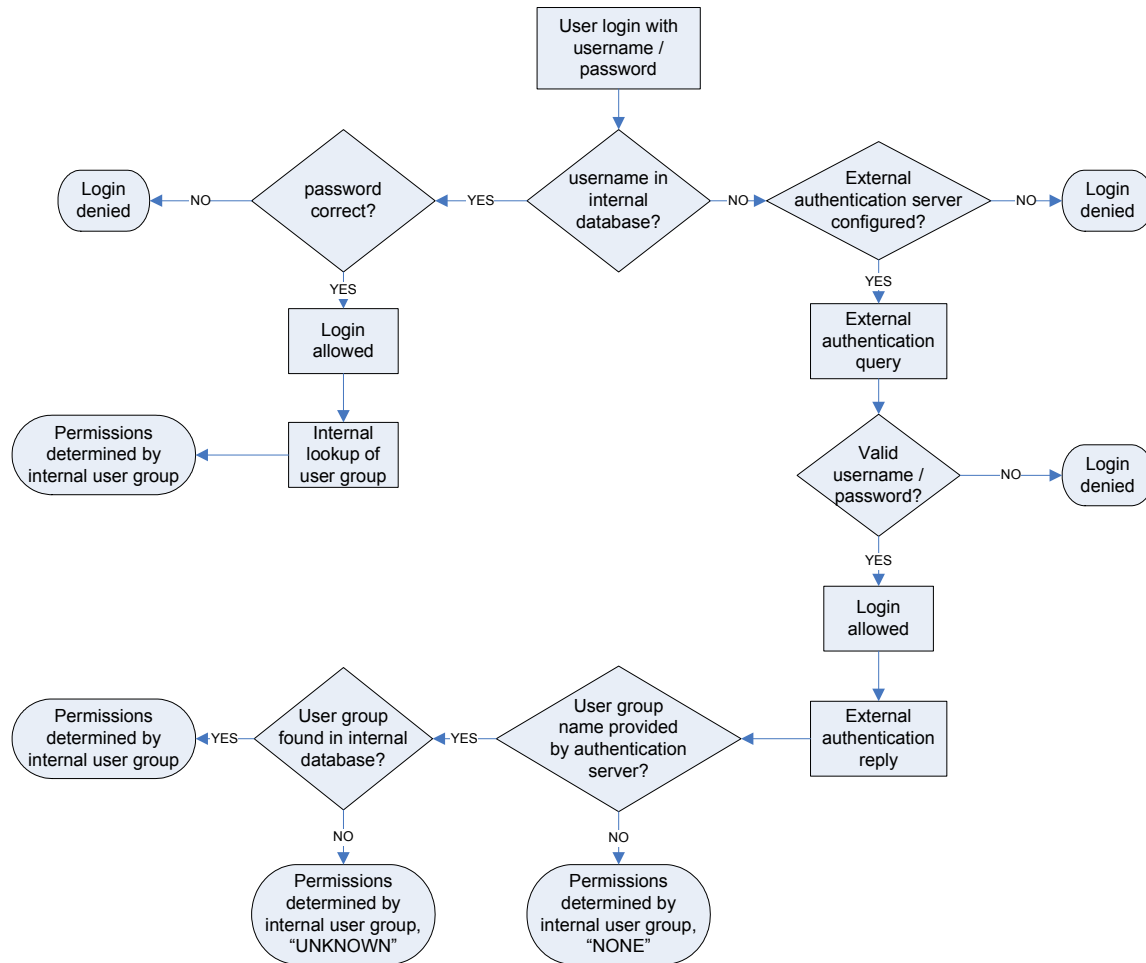 User login with
username /
password
Login
denied
NO
password
correct?
YES
username in
internal
database?
NO
External
authentication server
configured?
NO
Login
denied
YES
YES
Login
allowed
External
authentication
query
Permissions
determined by
internal user group
Internal
lookup of
user group
Valid
username /
password?
NO
Login
denied
YES
Login
allowed
Permissions
determined by
internal user group
YES
User group
found in internal
database?
YES
User group
name provided
by authentication
server?
External
authentication
reply
NO
NO
Permissions
determined by
internal user group,
“UNKNOWN”
Permissions
determined by
internal user group,
“NONE”